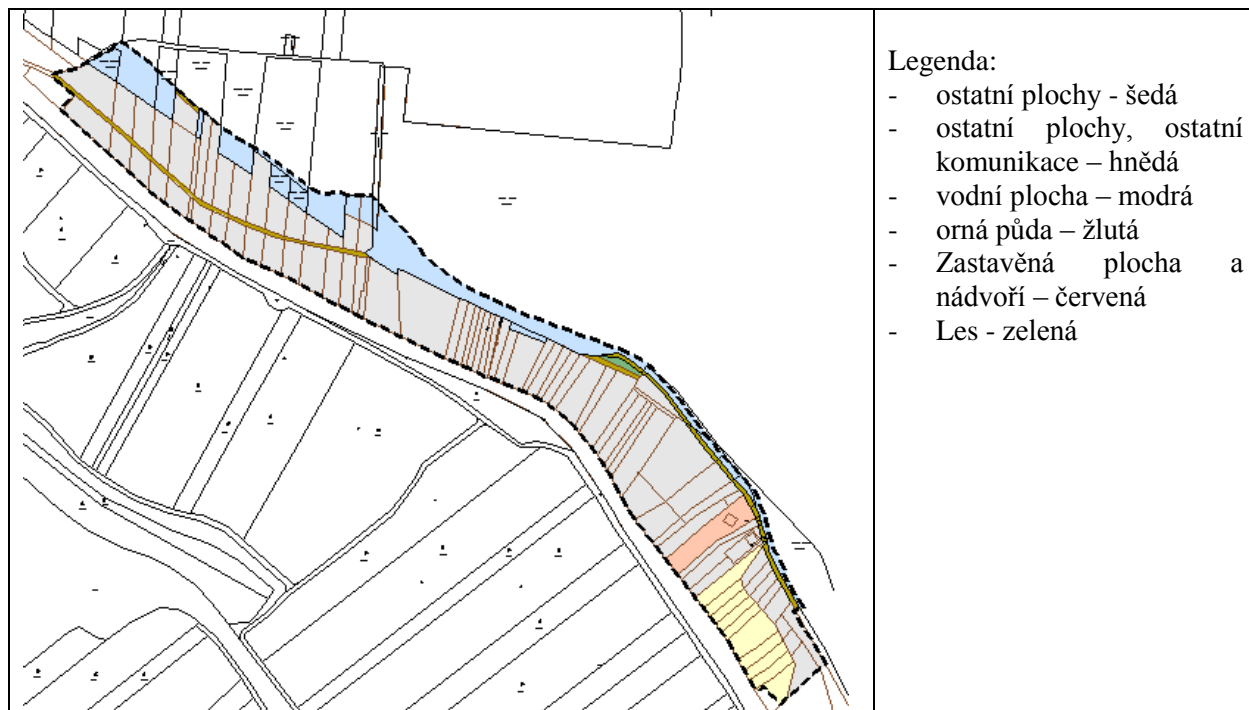 Legenda:
- ostatní plochy - šedá
- ostatní plochy, ostatní
komunikace – hnědá
- vodní plocha – modrá
- orná půda – žlutá
- Zastavěná plocha a
nádvoří – červená
- Les - zelená